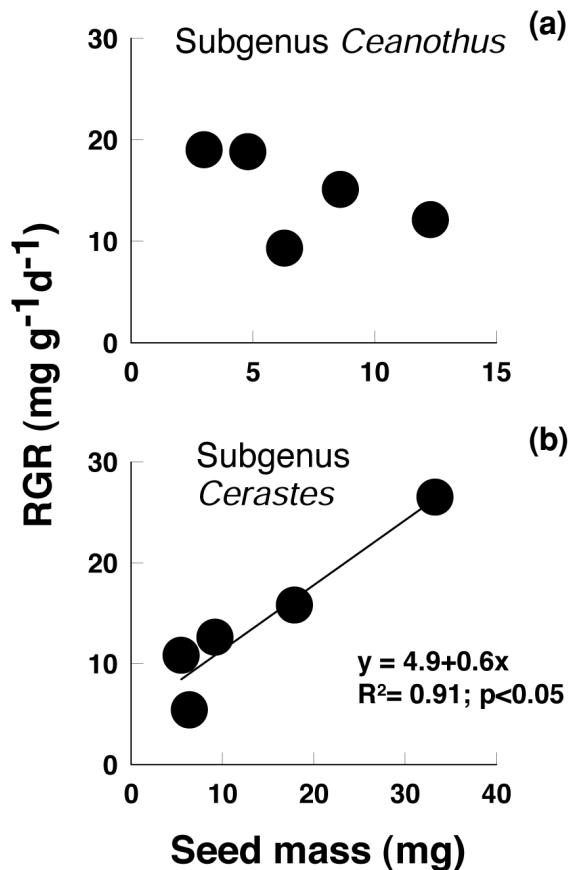 (a)
Subgenus Ceanothus
30
20
10
0
0 5 10 15
RGR (mg g⁻¹d⁻¹)
(b)
Subgenus
Cerastes
30
20
10
0
y = 4.9+0.6x
R²= 0.91; p<0.05
0 10 20 30 40
Seed mass (mg)